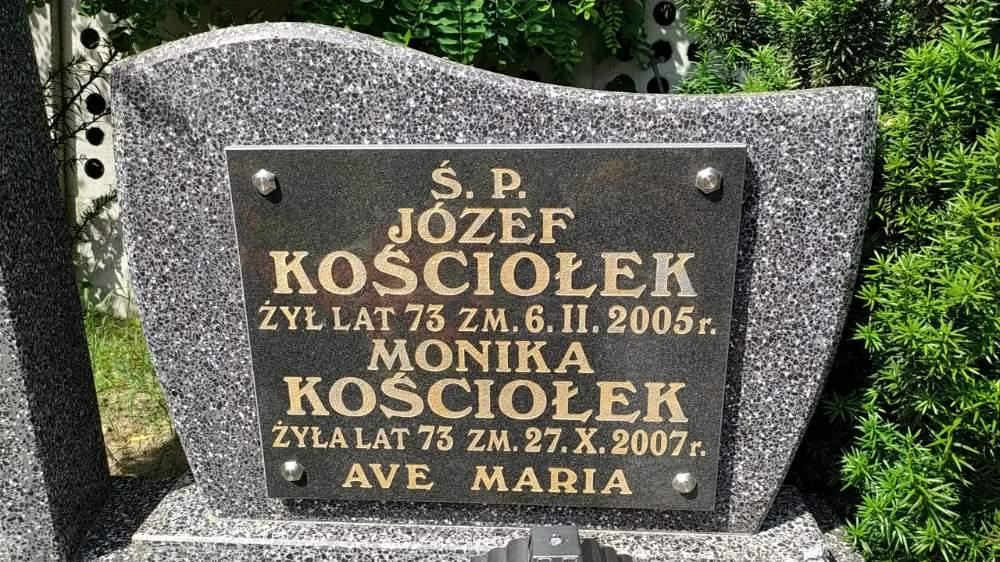 Ś. P.
JÓZEF
KOŚCIOŁEK
ŻYŁ LAT 73 ZM. 6. II. 2005 r.
MONIKA
KOŚCIOŁEK
ŻYŁA LAT 73 ZM. 27. X. 2007 r.
AVE MARIA